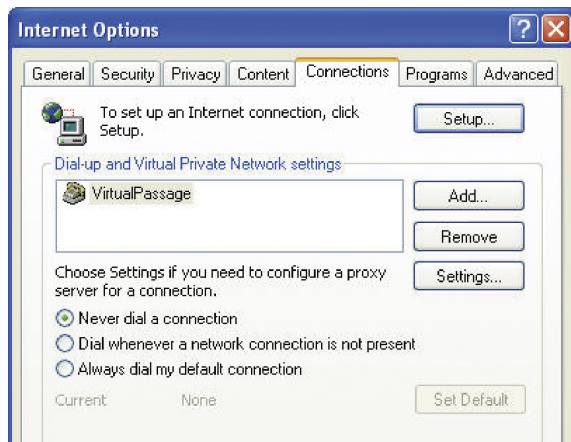 Internet Options
General Security Privacy Content Connections Programs Advanced
To set up an Internet connection, click
Setup.
Setup...
Dial-up and Virtual Private Network settings
VirtualPassage
Add...
Remove
Choose Settings if you need to configure a proxy
server for a connection.
Settings...
Never dial a connection
Dial whenever a network connection is not present
Always dial my default connection
Current None
Set Default